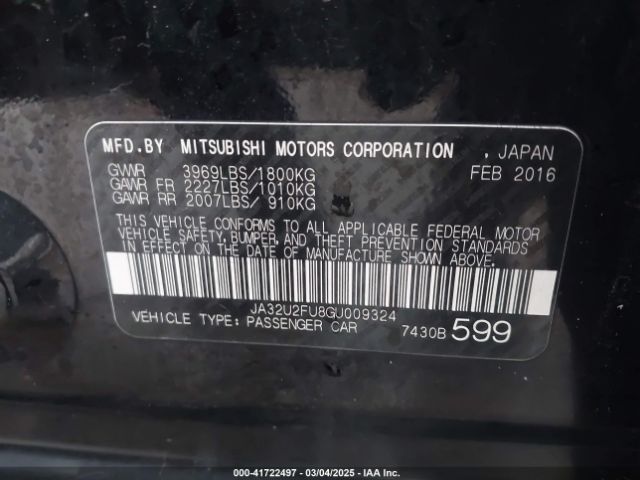 MFD.BY MITSUBISHI MOTORS CORPORATION , JAPAN
GVWR 3969LBS/1800KG FEB 2016
GAWR FR 2227LBS/1010KG
GAWR RR 2007LBS/ 910KG
THIS VEHICLE CONFORMS TO ALL APPLICABLE FEDERAL MOTOR
VEHICLE SAFETY, BUMPER, AND THEFT PREVENTION STANDARDS
IN EFFECT ON THE DATE OF MANUFACTURE SHOWN ABOVE.
JA32U2FU8GU009324
VEHICLE TYPE: PASSENGER CAR 7430B 599
000-41722497 - 03/04/2025 - IAA Inc.